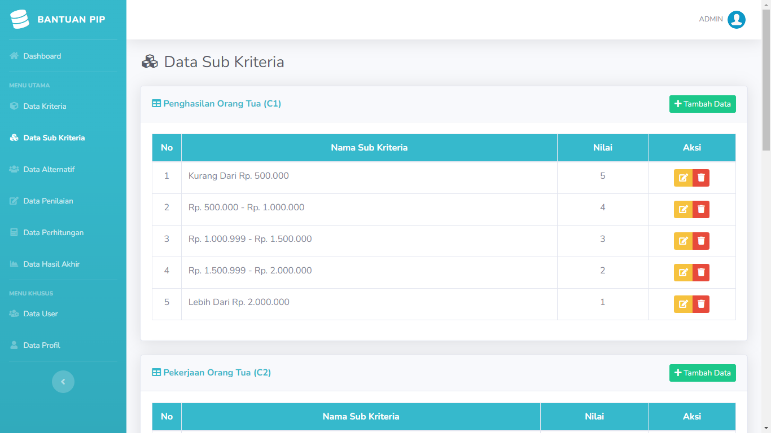 BANTUAN PIP
ADMIN
Dashboard
MENU UTAMA
Data Kriteria
Data Sub Kriteria
Data Alternatif
Data Penilaian
Data Perhitungan
Data Hasil Akhir
MENU KHUSUS
Data User
Data Profil
Data Sub Kriteria
Penghasilan Orang Tua (C1)
Tambah Data
No Nama Sub Kriteria Nilai Aksi
1 Kurang Dari Rp. 500.000 5
2 Rp. 500.000 - Rp. 1.000.000 4
3 Rp. 1.000.999 - Rp. 1.500.000 3
4 Rp. 1.500.999 - Rp. 2.000.000 2
5 Lebih Dari Rp. 2.000.000 1
Pekerjaan Orang Tua (C2)
Tambah Data
No Nama Sub Kriteria Nilai Aksi